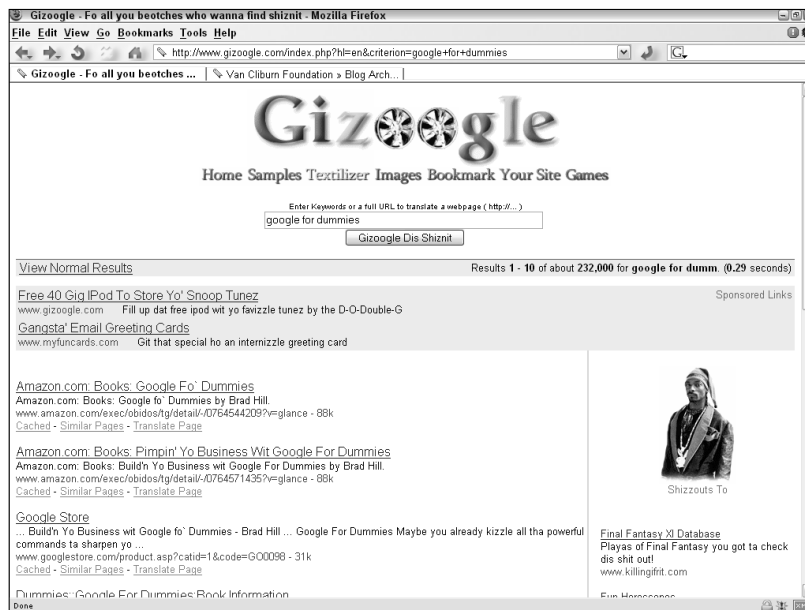 Gizoogle - Fo all you beotches who wanna find shiznit - Mozilla Firefox
File Edit View Go Bookmarks Tools Help
http://www.gizoogle.com/index.php?hl=en&criterion=google+for+dummies
G
Gizoogle - Fo all you beotches ... Van Cliburn Foundation » Blog Arch...
Gizoogle
Home Samples Textilizer Images Bookmark Your Site Games
Enter Keywords or a full URL to translate a webpage ( http://... )
google for dummies
Gizoogle Dis Shiznit
View Normal Results Results 1 - 10 of about 232,000 for google for dumm. (0.29 seconds)
Free 40 Gig IPod To Store Yo' Snoop Tunez Sponsored Links
www.gizoogle.com Fill up dat free ipod wit yo favizzle tunez by the D-O-Double-G
Gangsta' Email Greeting Cards
www.myfuncards.com Git that special ho an internizzle greeting card
Amazon.com: Books: Google Fo` Dummies
Amazon.com: Books: Google fo` Dummies by Brad Hill.
www.amazon.com/exec/obidos/tg/detail/-/0764544209?v=glance - 88k
Cached - Similar Pages - Translate Page
Amazon.com: Books: Pimpin' Yo Business Wit Google For Dummies
Amazon.com: Books: Build'n Yo Business wit Google For Dummies by Brad Hill.
www.amazon.com/exec/obidos/tg/detail/-/0764571435?v=glance - 88k
Cached - Similar Pages - Translate Page
Google Store
... Build'n Yo Business wit Google fo` Dummies - Brad Hill ... Google For Dummies Maybe you already kizzle all tha powerful
commands ta sharpen yo ...
www.googlestore.com/product.asp?catid=1&code=GO0098 - 31k
Cached - Similar Pages - Translate Page
Dummies::Google For Dummies:Book Information
Shizzouts To
Final Fantasy XI Database
Playas of Final Fantasy you got ta check
dis shit out!
www.killingifrit.com
Fun Horoscopes
Done